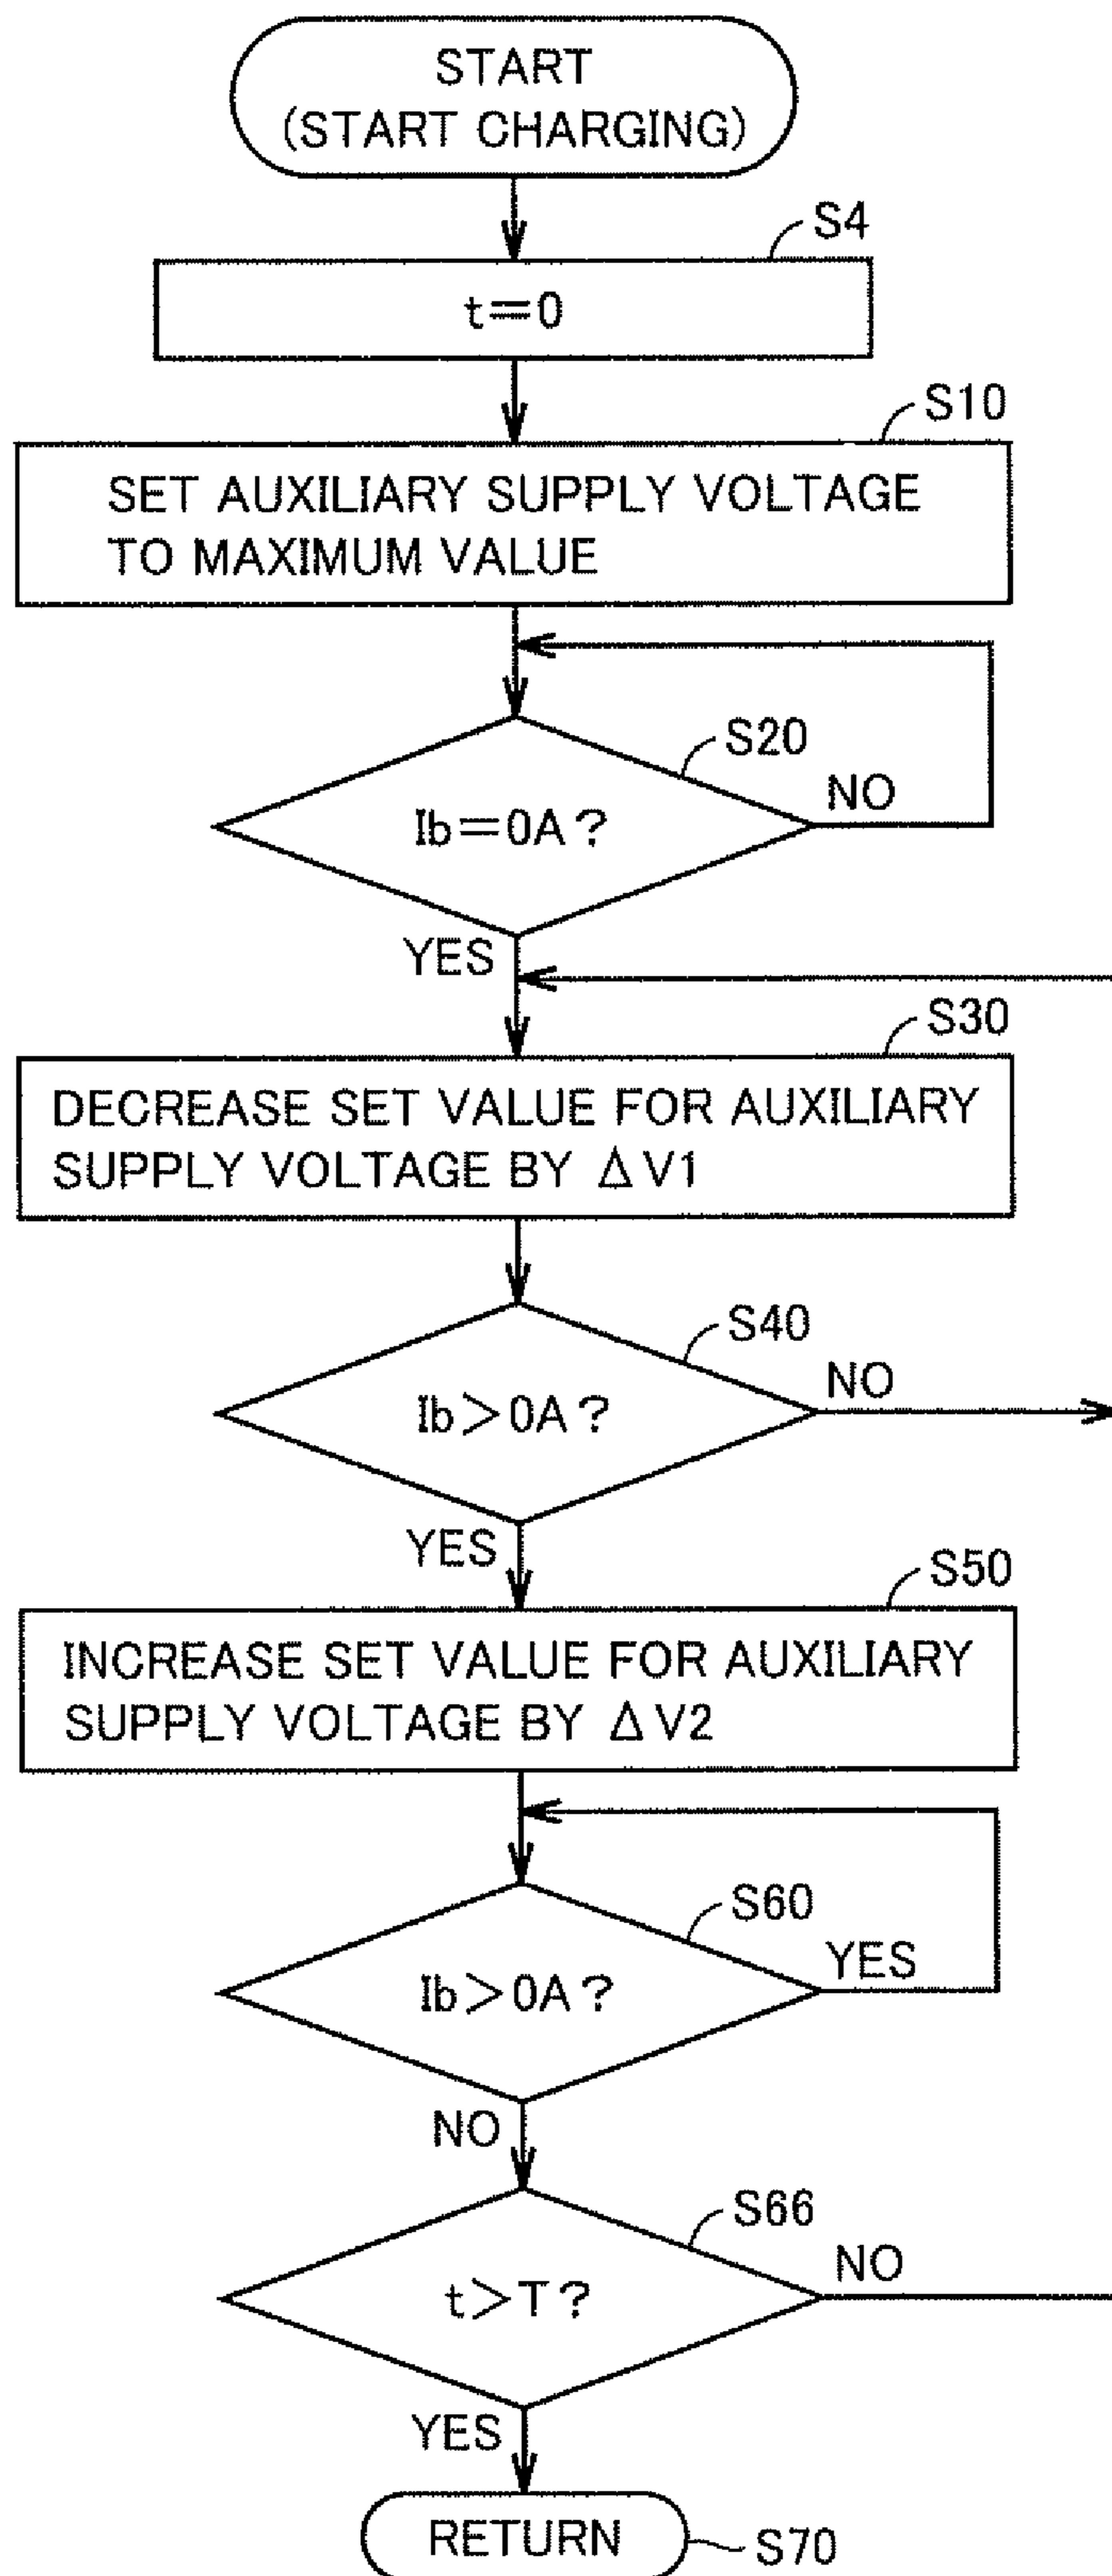 START
(START CHARGING)
S4
t=0
S10
SET AUXILIARY SUPPLY VOLTAGE
TO MAXIMUM VALUE
S20
Ib=0A?
NO
YES
S30
DECREASE SET VALUE FOR AUXILIARY
SUPPLY VOLTAGE BY ΔV1
S40
Ib>0A?
NO
YES
S50
INCREASE SET VALUE FOR AUXILIARY
SUPPLY VOLTAGE BY ΔV2
S60
Ib>0A?
YES
NO
S66
t>T?
NO
YES
RETURN
S70